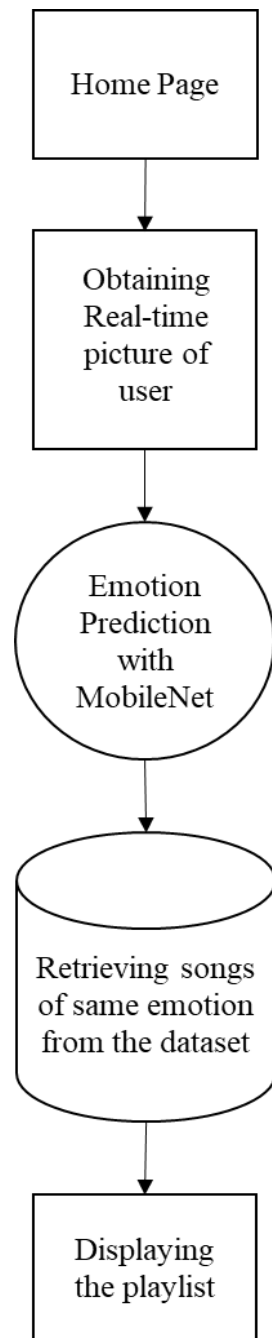 Home Page
Obtaining
Real-time
picture of
user
Emotion
Prediction
with
MobileNet
Retrieving songs
of same emotion
from the dataset
Displaying
the playlist